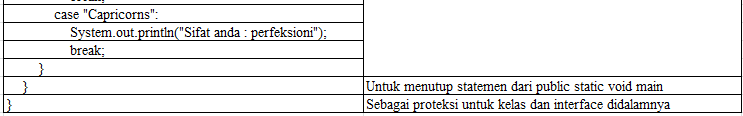 case "Capricorns":
System.out.println("Sifat anda : perfeksioni");
break;
}
} Untuk menutup statemen dari public static void main
} Sebagai proteksi untuk kelas dan interface didalamnya